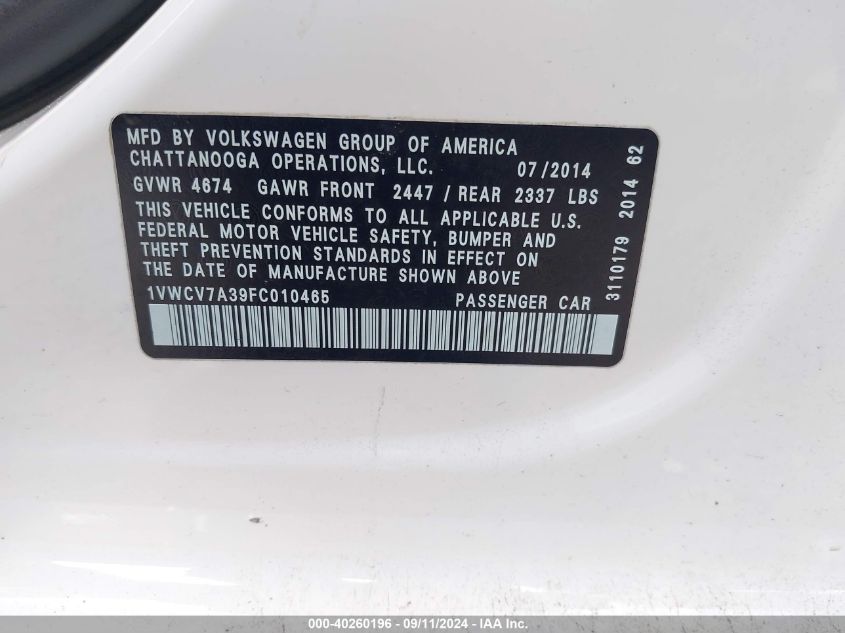 MFD BY VOLKSWAGEN GROUP OF AMERICA
CHATTANOOGA OPERATIONS, LLC. 07/2014
GVWR 4674 GAWR FRONT 2447 / REAR 2337 LBS
THIS VEHICLE CONFORMS TO ALL APPLICABLE U.S.
FEDERAL MOTOR VEHICLE SAFETY, BUMPER AND
THEFT PREVENTION STANDARDS IN EFFECT ON
THE DATE OF MANUFACTURE SHOWN ABOVE
1VWCV7A39FC010465 PASSENGER CAR
3110179 2014 62
000-40260196 - 09/11/2024 - IAA Inc.